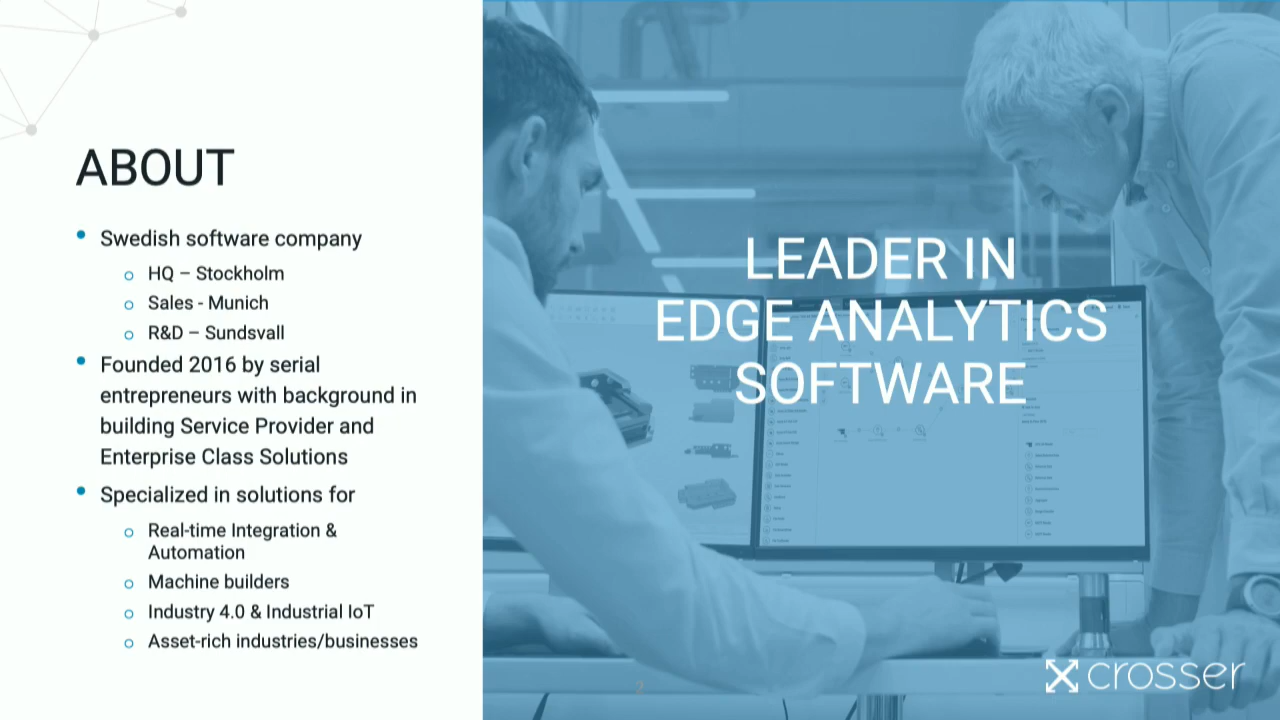 ABOUT
• Swedish software company
o HQ – Stockholm
o Sales - Munich
o R&D – Sundsvall
• Founded 2016 by serial
entrepreneurs with background in
building Service Provider and
Enterprise Class Solutions
• Specialized in solutions for
o Real-time Integration &
Automation
o Machine builders
o Industry 4.0 & Industrial IoT
o Asset-rich industries/businesses
LEADER IN
EDGE ANALYTICS
SOFTWARE
2
crosser